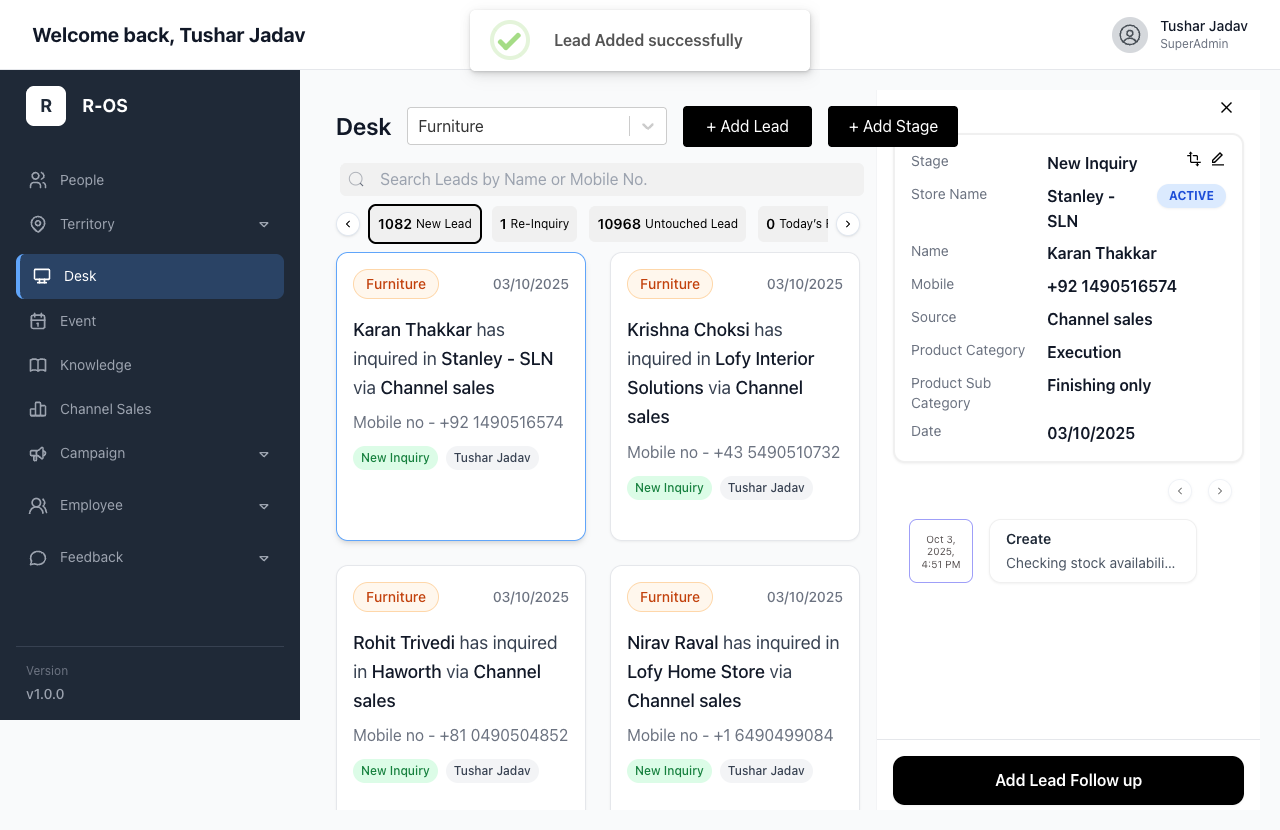 Welcome back, Tushar Jadav
Lead Added successfully
Tushar Jadav
SuperAdmin
R
R-OS
People
Territory
Desk
Event
Knowledge
Channel Sales
Campaign
Employee
Feedback
Version
v1.0.0
Desk
Furniture
+ Add Lead
+ Add Stage
Search Leads by Name or Mobile No.
1082 New Lead
1 Re-Inquiry
10968 Untouched Lead
0 Today's F
Furniture
03/10/2025
Karan Thakkar has
inquired in Stanley - SLN
via Channel sales
Mobile no - +92 1490516574
New Inquiry
Tushar Jadav
Furniture
03/10/2025
Krishna Choksi has
inquired in Lofy Interior
Solutions via Channel
sales
Mobile no - +43 5490510732
New Inquiry
Tushar Jadav
Furniture
03/10/2025
Rohit Trivedi has inquired
in Haworth via Channel
sales
Mobile no - +81 0490504852
New Inquiry
Tushar Jadav
Furniture
03/10/2025
Nirav Raval has inquired in
Lofy Home Store via
Channel sales
Mobile no - +1 6490499084
New Inquiry
Tushar Jadav
Stage
New Inquiry
Store Name
Stanley -
SLN
ACTIVE
Name
Karan Thakkar
Mobile
+92 1490516574
Source
Channel sales
Product Category
Execution
Product Sub
Category
Finishing only
Date
03/10/2025
Oct 3,
2025,
4:51 PM
Create
Checking stock availabili...
Add Lead Follow up